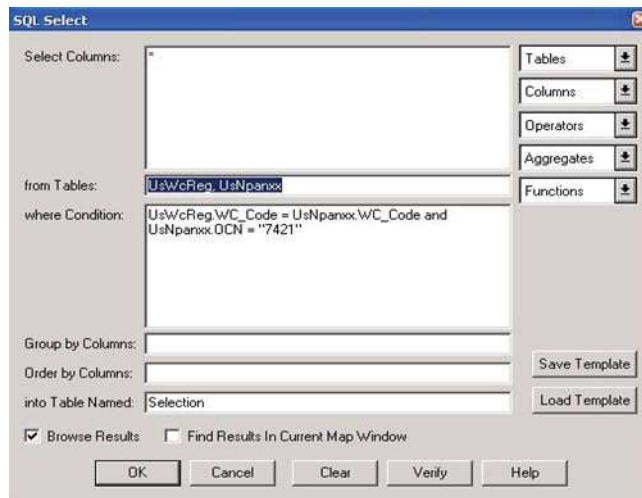 SQL Select
Select Columns:
*
Tables
Columns
Operators
Aggregates
Functions
from Tables:
UsWcReg, UsNpanxx
where Condition:
UsWcReg.WC_Code = UsNpanxx.WC_Code and
UsNpanxx.OCN = "7421"
Group by Columns:
Order by Columns:
into Table Named:
Selection
Save Template
Load Template
Browse Results
Find Results In Current Map Window
OK
Cancel
Clear
Verify
Help